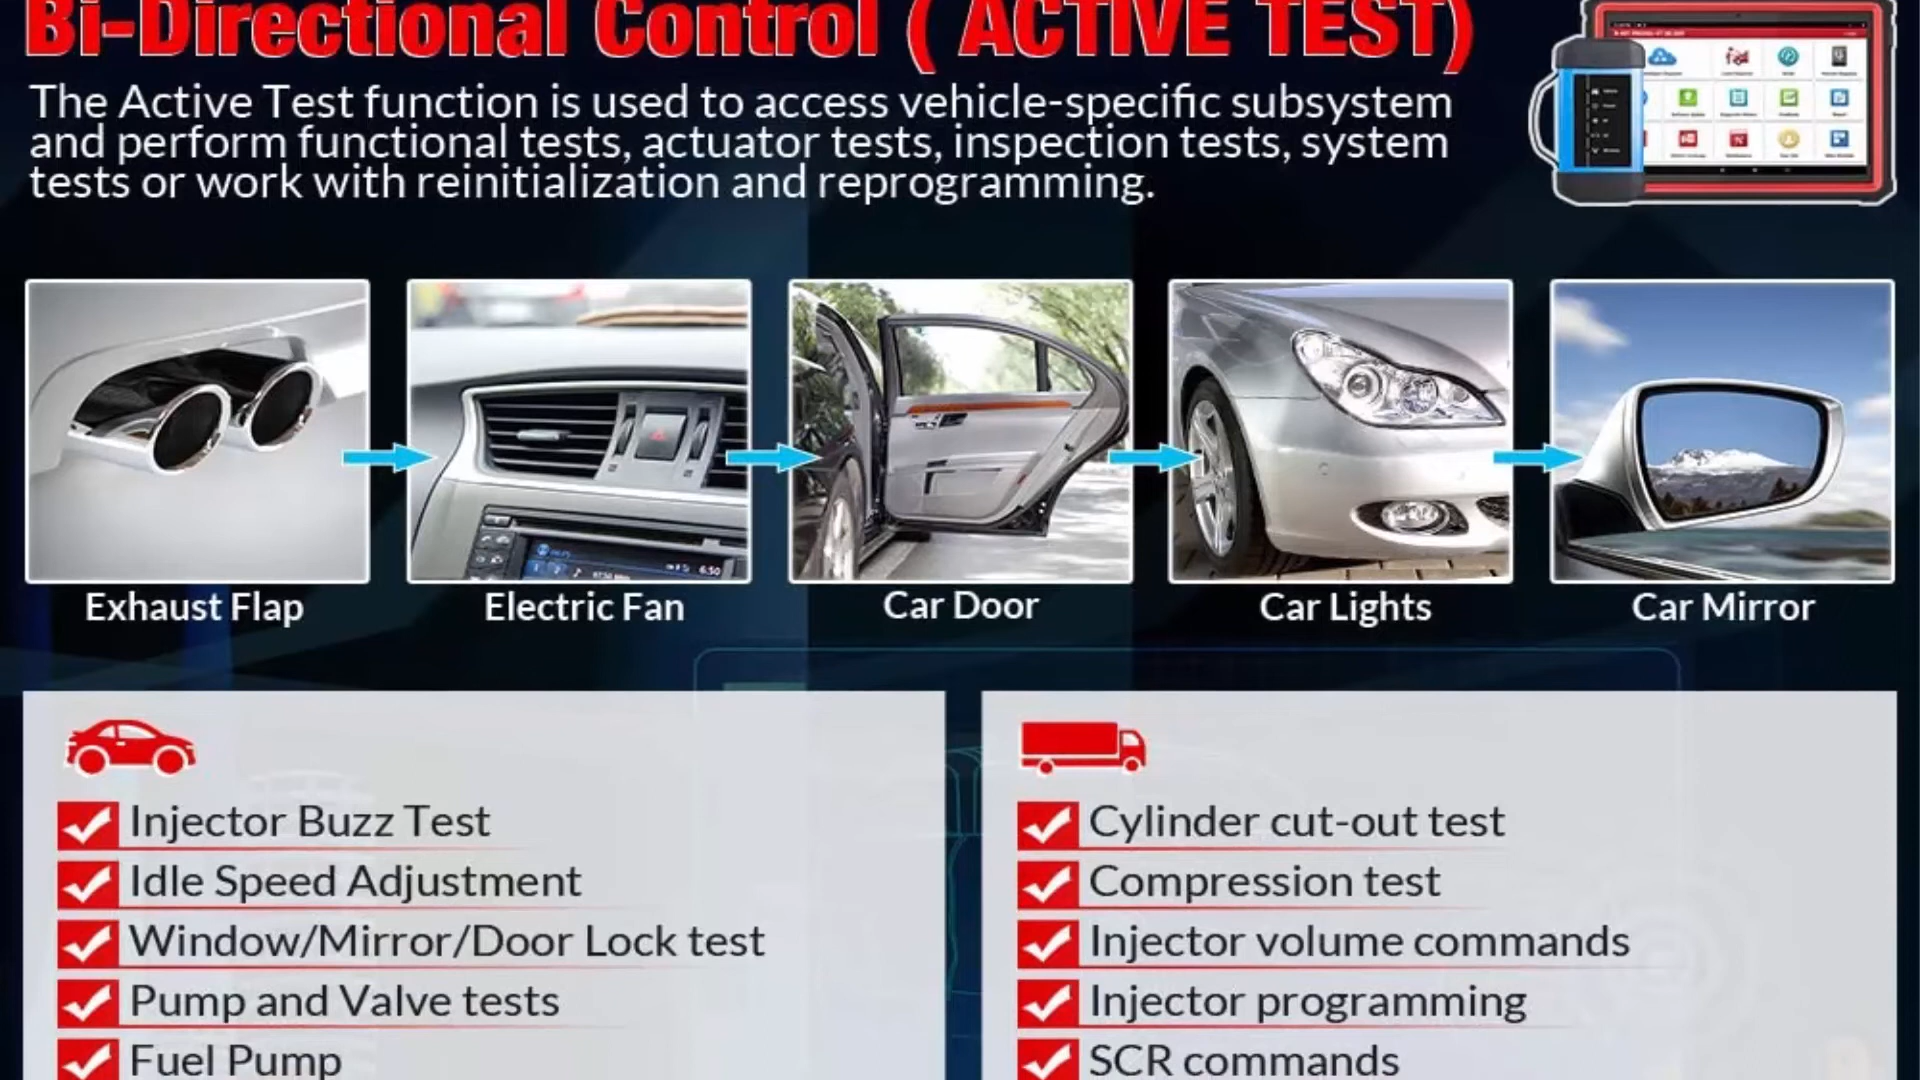 Bi-Directional Control ( ACTIVE TEST)
The Active Test function is used to access vehicle-specific subsystem
and perform functional tests, actuator tests, inspection tests, system
tests or work with reinitialization and reprogramming.
6:50
Exhaust Flap
Electric Fan
Car Door
Car Lights
Car Mirror
Injector Buzz Test
Idle Speed Adjustment
Window/Mirror/Door Lock test
Pump and Valve tests
Fuel Pump
Cylinder cut-out test
Compression test
Injector volume commands
Injector programming
SCR commands